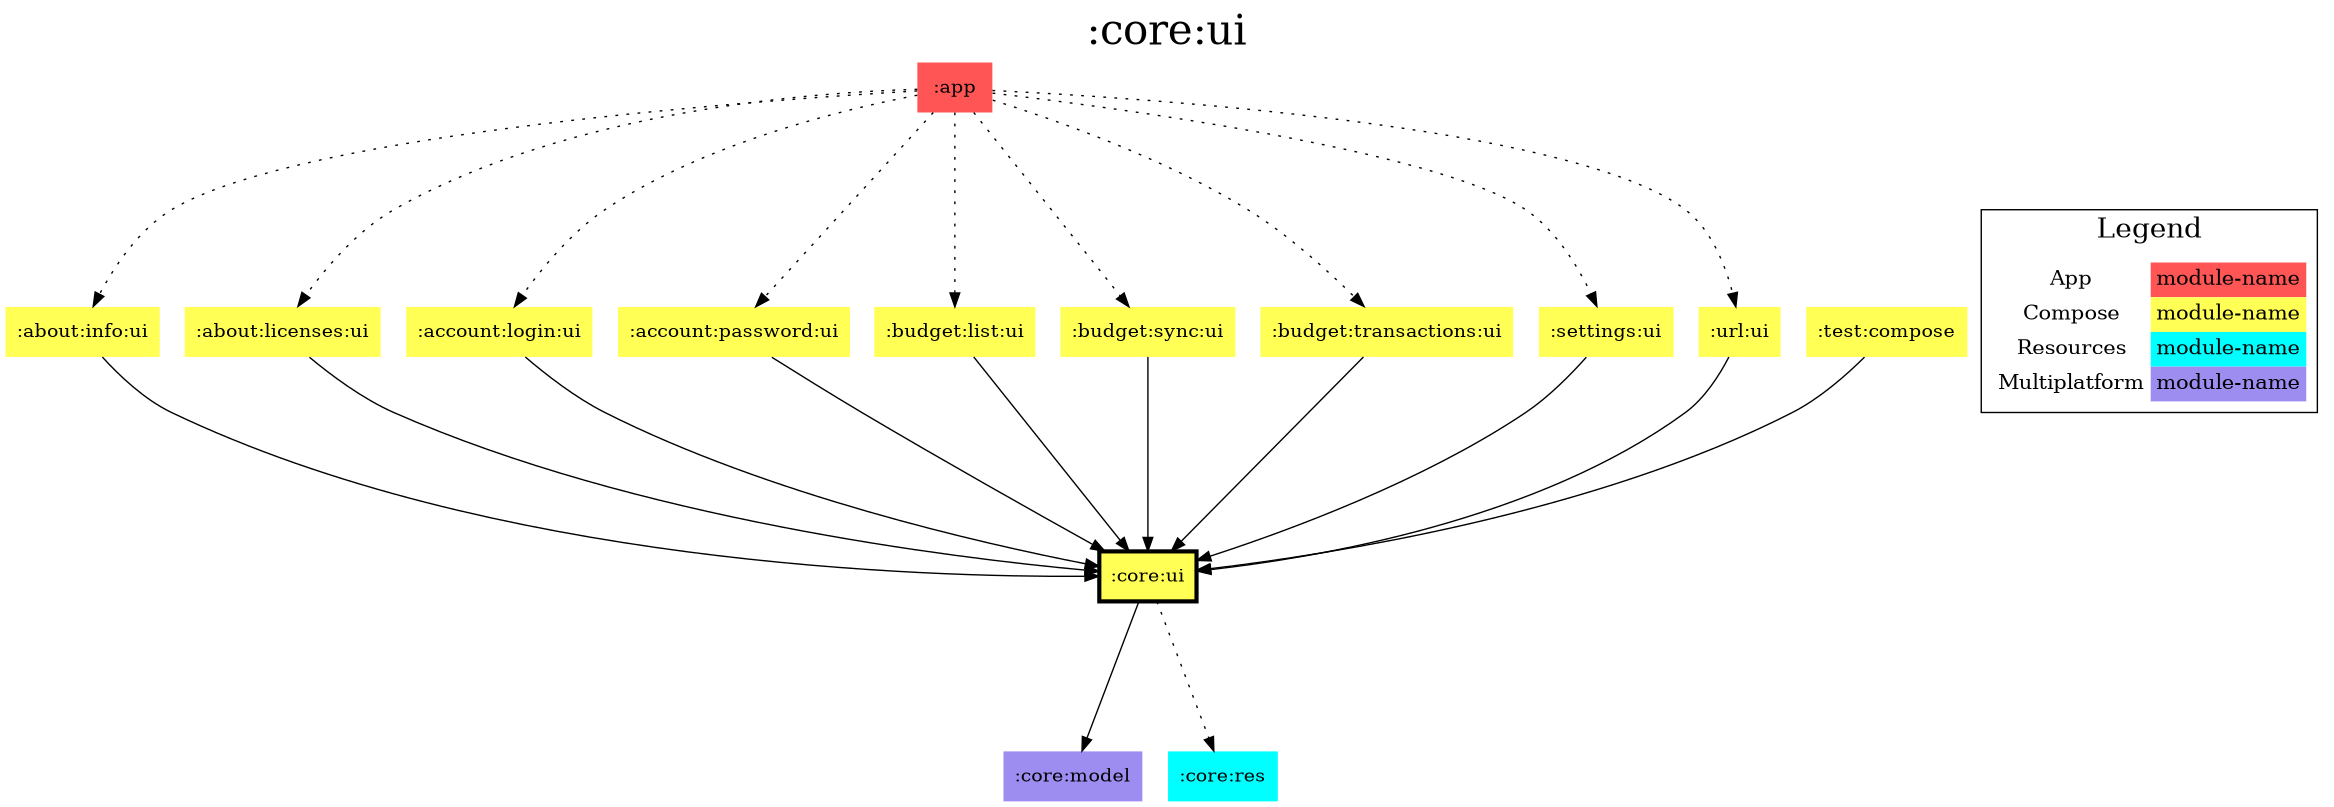 :core:ui
:app
:about:info:ui
:about:licenses:ui
:account:login:ui
:account:password:ui
:budget:list:ui
:budget:sync:ui
:budget:transactions:ui
:settings:ui
:url:ui
:test:compose
Legend
App module-name
Compose module-name
Resources module-name
Multiplatform module-name
:core:ui
:core:model
:core:res